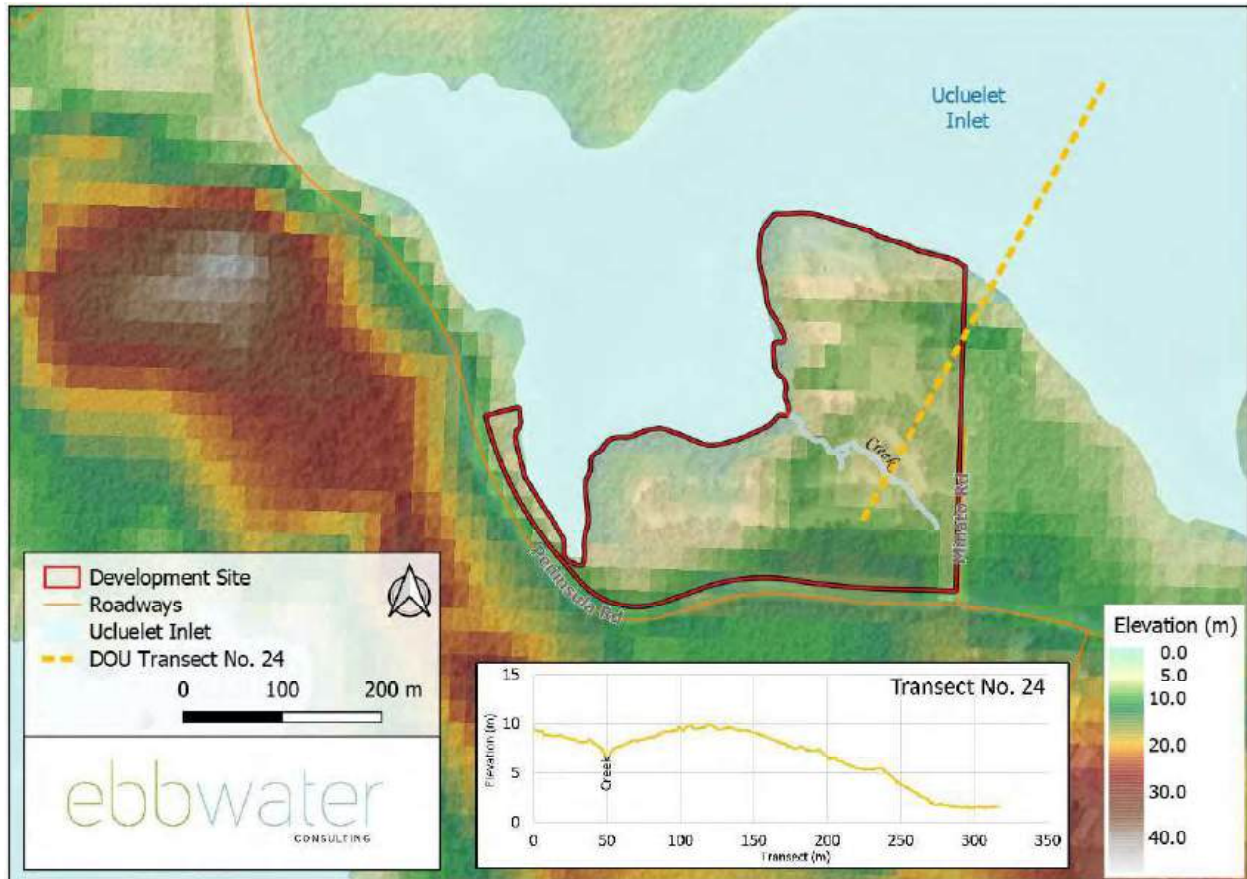 Ucluelet
Inlet
Creek
Minato Rd
Peninsula Rd
Development Site
Roadways
Ucluelet Inlet
DOU Transect No. 24
0 100 200 m
ebbwater
CONSULTING
Transect No. 24
Elevation (m)
15
10
5
0
Creek
0 50 100 150 200 250 300 350
Transect (m)
Elevation (m)
0.0
5.0
10.0
20.0
30.0
40.0